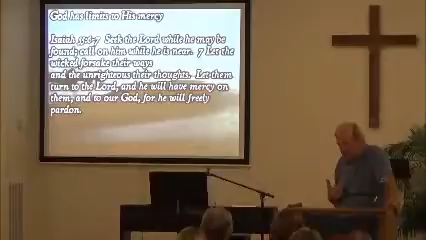 God has limits to His mercy
Isaiah 55:6-7 Seek the Lord while he may be
found; call on him while he is near. 7 Let the
wicked forsake their ways
and the unrighteous their thoughts. Let them
turn to the Lord, and he will have mercy on
them, and to our God, for he will freely
pardon.